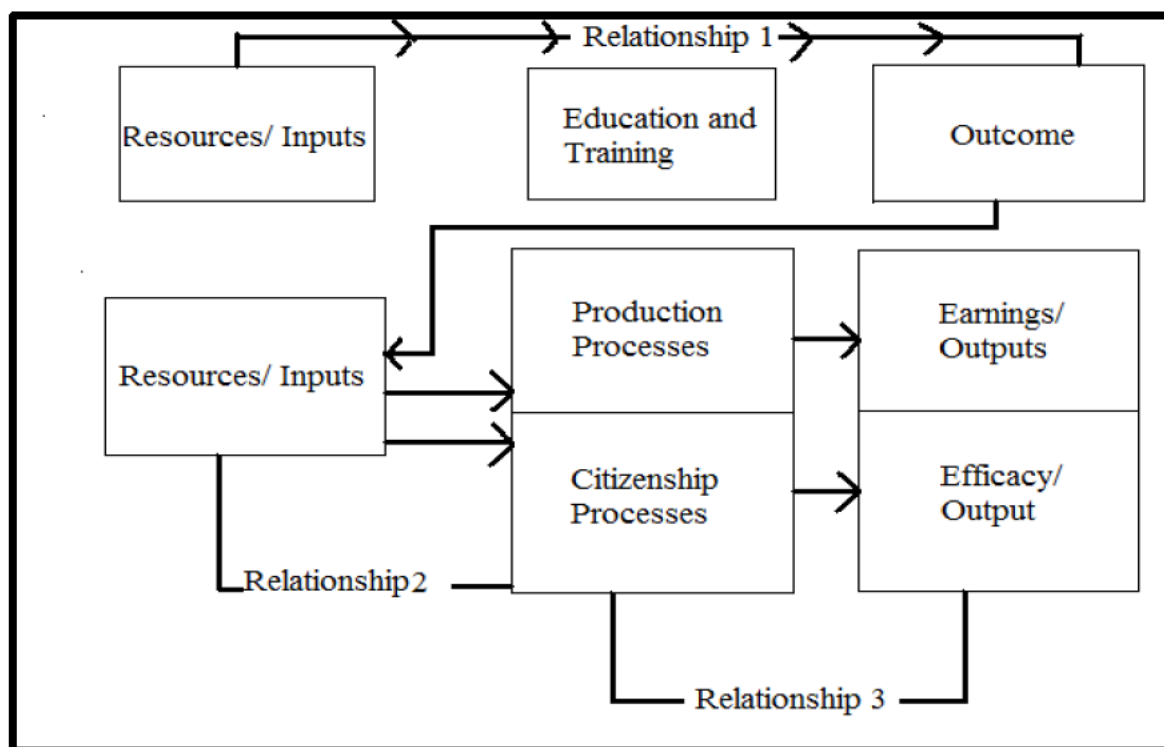 Relationship 1
Resources/ Inputs
Education and
Training
Outcome
Resources/ Inputs
Production
Processes
Earnings/
Outputs
Citizenship
Processes
Efficacy/
Output
Relationship2
Relationship 3